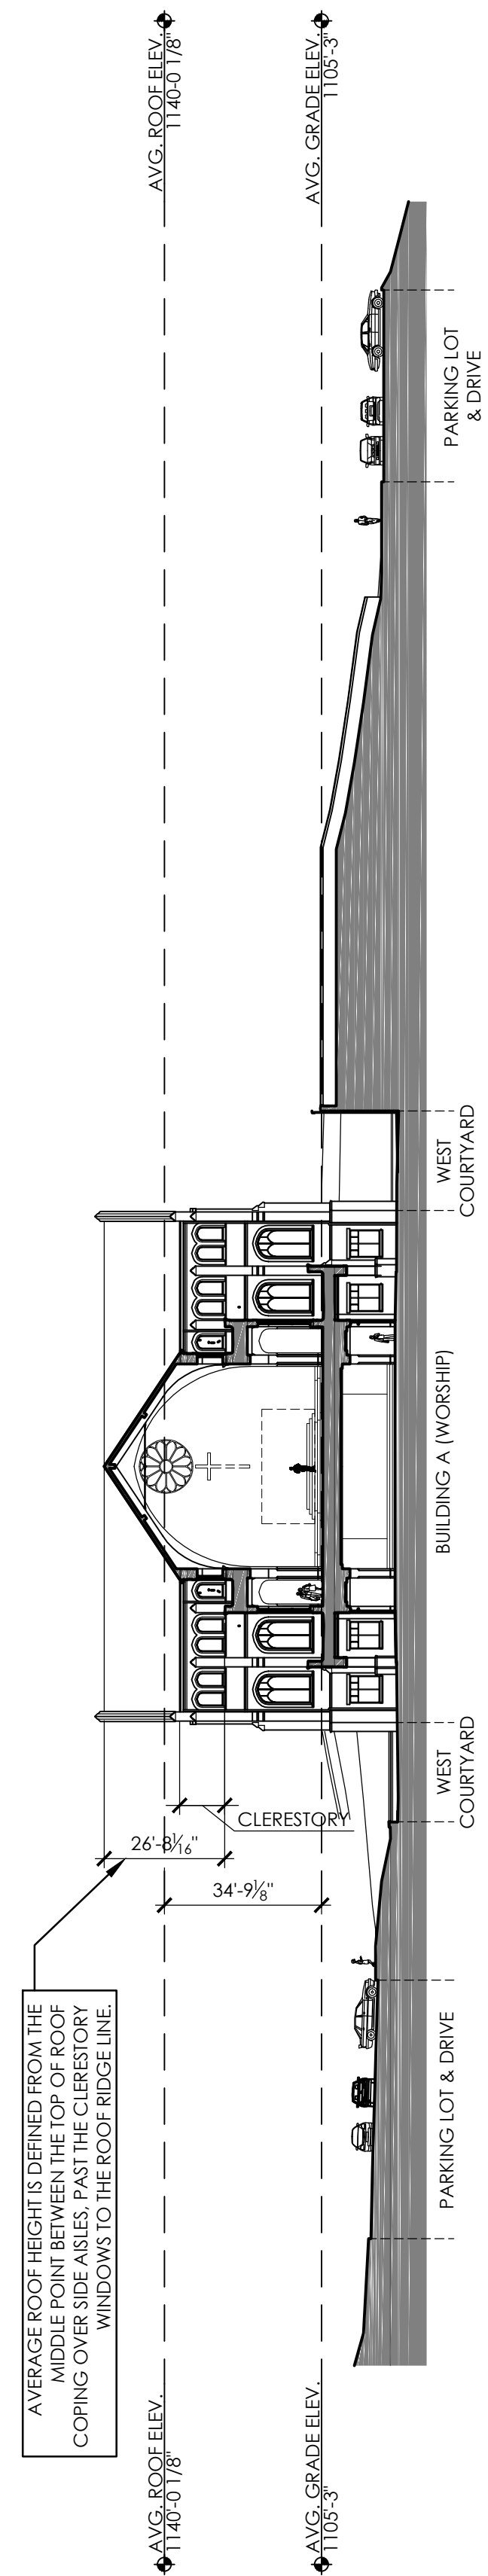 AVERAGE ROOF HEIGHT IS DEFINED FROM THE
MIDDLE POINT BETWEEN THE TOP OF ROOF
COPING OVER SIDE AISLES, PAST THE CLERESTORY
WINDOWS TO THE ROOF RIDGE LINE.
AVG. ROOF ELEV.
1140'-0 1/8"
AVG. GRADE ELEV.
1105'-3"
26'-8 1/16"
CLERESTORY
34'-9 1/8"
AVG. ROOF ELEV.
1140-0 1/8"
AVG. GRADE ELEV.
1105'-3"
PARKING LOT & DRIVE
WEST
COURTYARD
BUILDING A (WORSHIP)
WEST
COURTYARD
PARKING LOT
& DRIVE